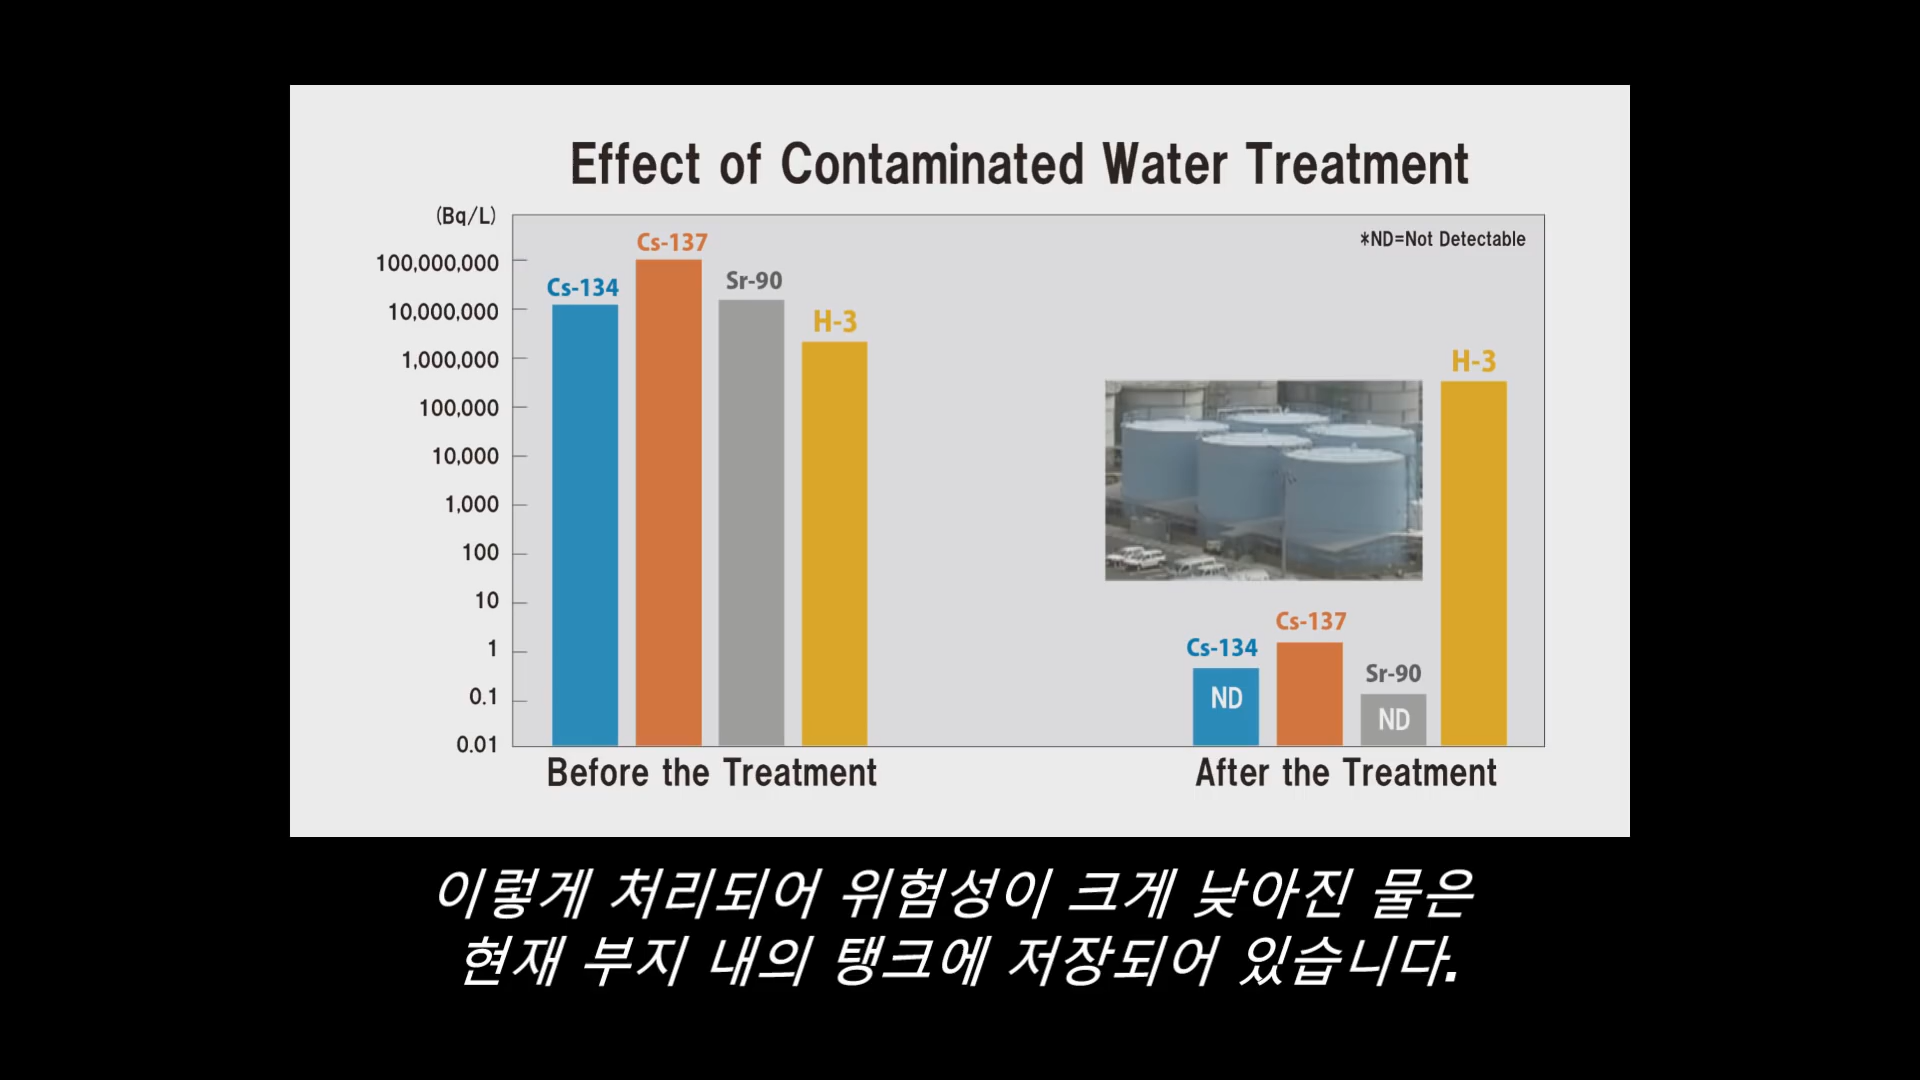 Effect of Contaminated Water Treatment
(Bq/L)
*ND=Not Detectable
100,000,000
10,000,000
1,000,000
100,000
10,000
1,000
100
10
1
0.1
0.01
Cs-134
Cs-137
Sr-90
H-3
Cs-134
ND
Cs-137
Sr-90
ND
H-3
Before the Treatment
After the Treatment
이렇게 처리되어 위험성이 크게 낮아진 물은
현재 부지 내의 탱크에 저장되어 있습니다.